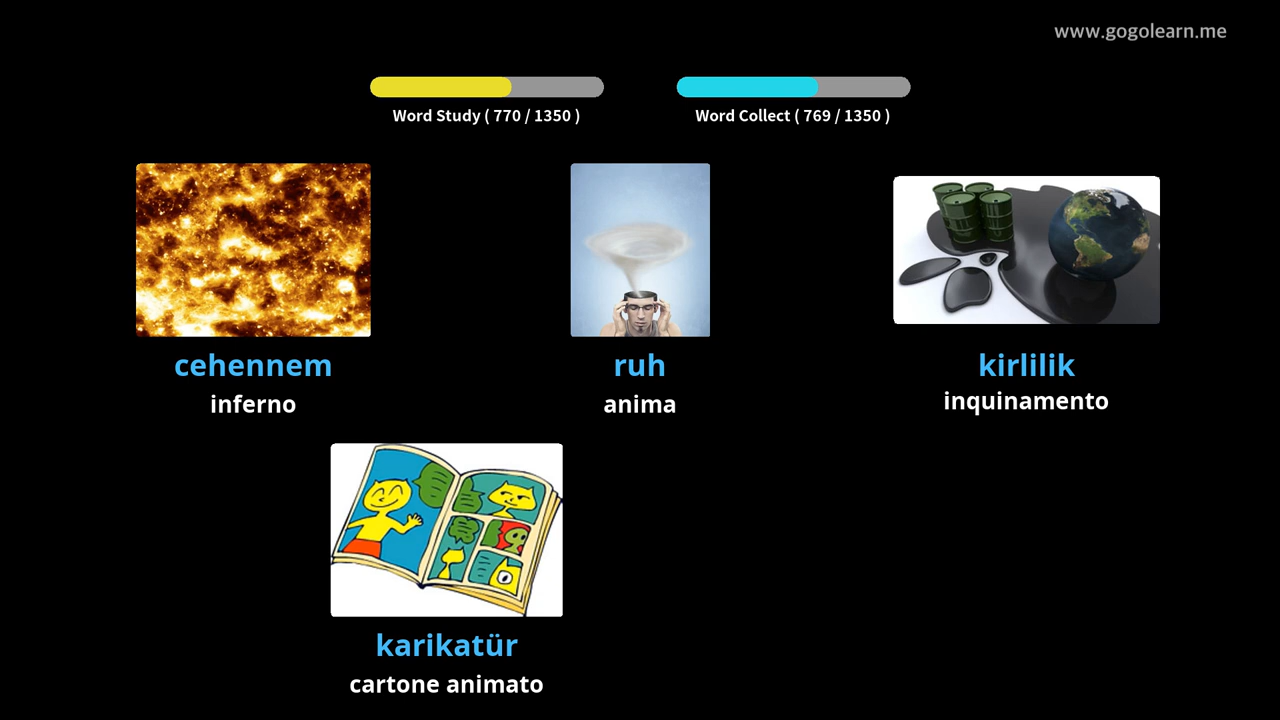 www.gogolearn.me
Word Study ( 770 / 1350 )
Word Collect ( 769 / 1350 )
cehennem
inferno
ruh
anima
kirlilik
inquinamento
karikatür
cartone animato